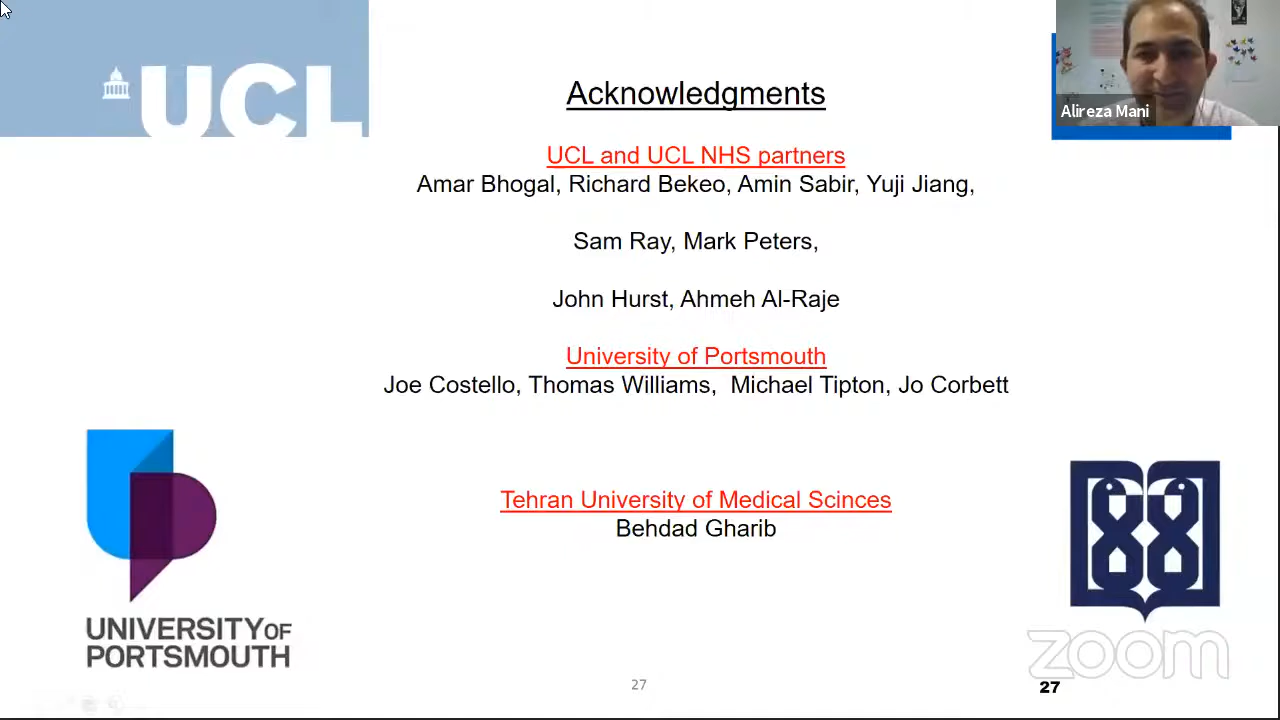 UCL
Acknowledgments
Alireza Mani
UCL and UCL NHS partners
Amar Bhogal, Richard Bekeo, Amin Sabir, Yuji Jiang,
Sam Ray, Mark Peters,
John Hurst, Ahmeh Al-Raje
University of Portsmouth
Joe Costello, Thomas Williams,  Michael Tipton, Jo Corbett
Tehran University of Medical Scinces
Behdad Gharib
UNIVERSITY OF
PORTSMOUTH
zoom
27
27